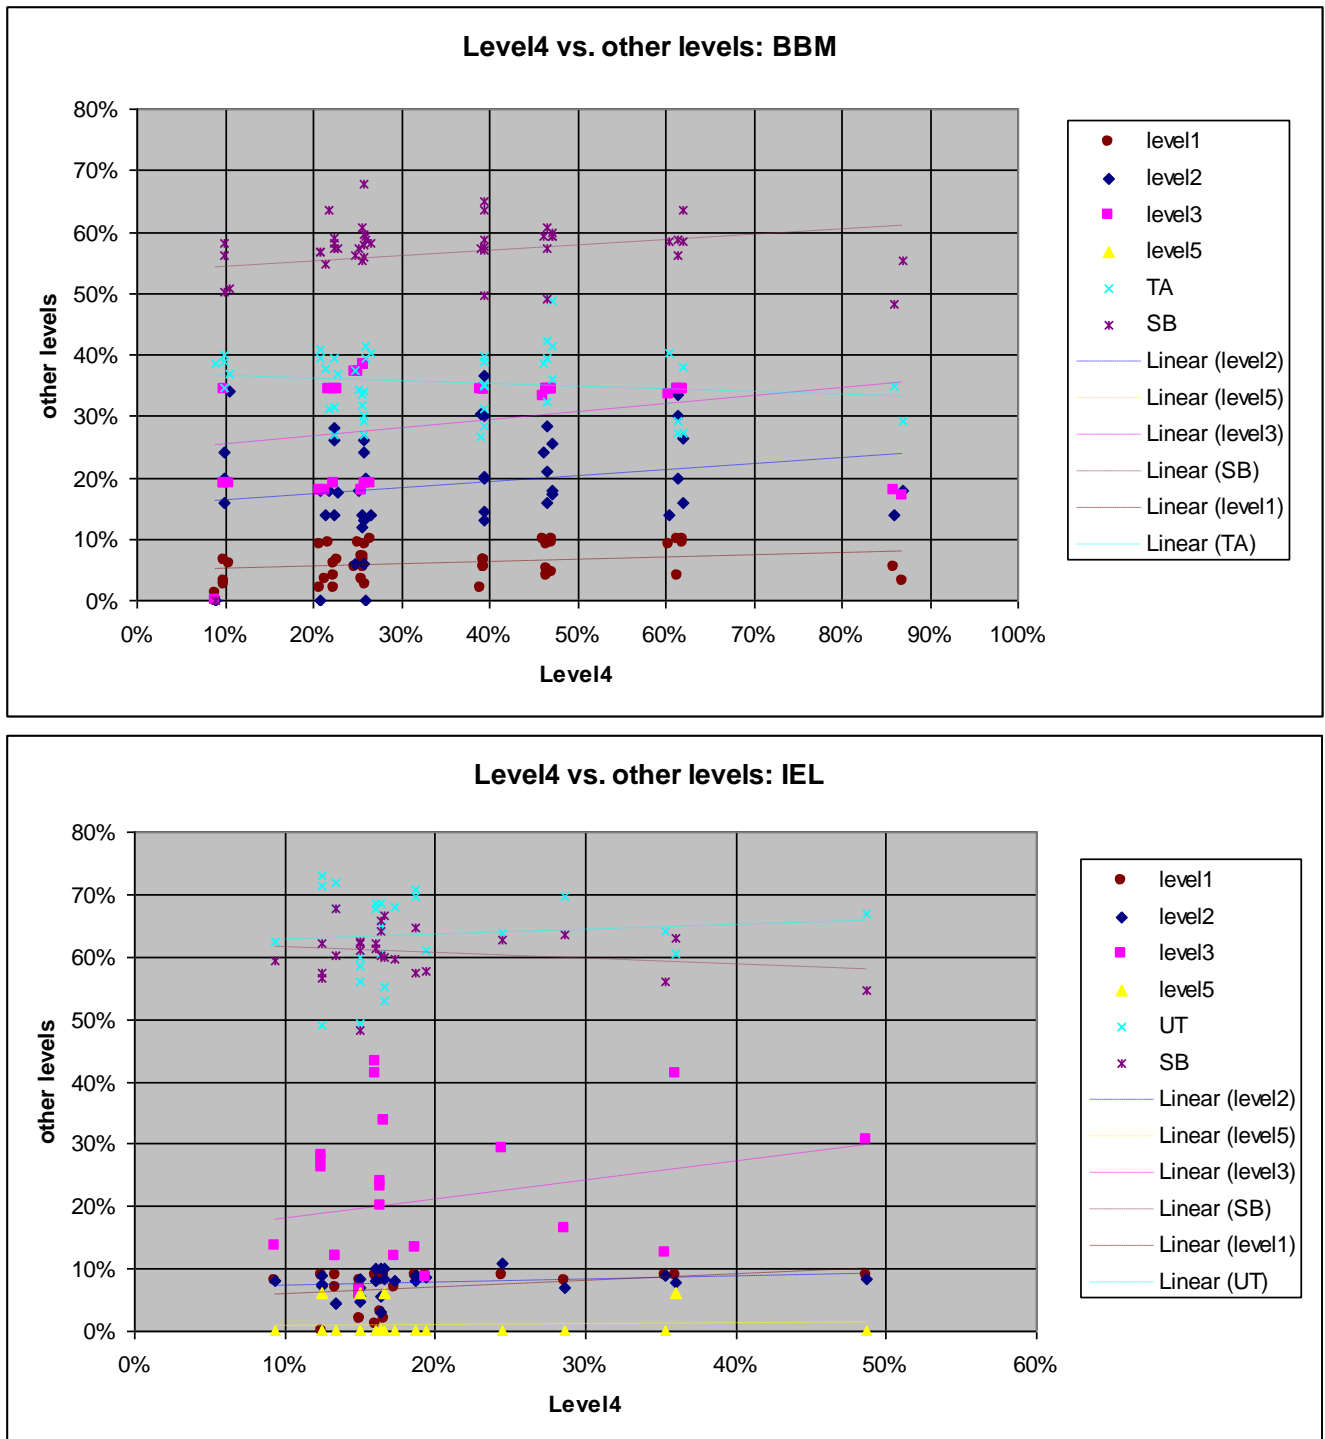 Level4 vs. other levels: BBM
80%
70%
60%
50%
40%
30%
20%
10%
0%
other levels
0% 10% 20% 30% 40% 50% 60% 70% 80% 90% 100%
Level4
level1
level2
level3
level5
TA
SB
Linear (level2)
Linear (level5)
Linear (level3)
Linear (SB)
Linear (level1)
Linear (TA)
Level4 vs. other levels: IEL
80%
70%
60%
50%
40%
30%
20%
10%
0%
other levels
0% 10% 20% 30% 40% 50% 60%
Level4
level1
level2
level3
level5
UT
SB
Linear (level2)
Linear (level5)
Linear (level3)
Linear (SB)
Linear (level1)
Linear (UT)